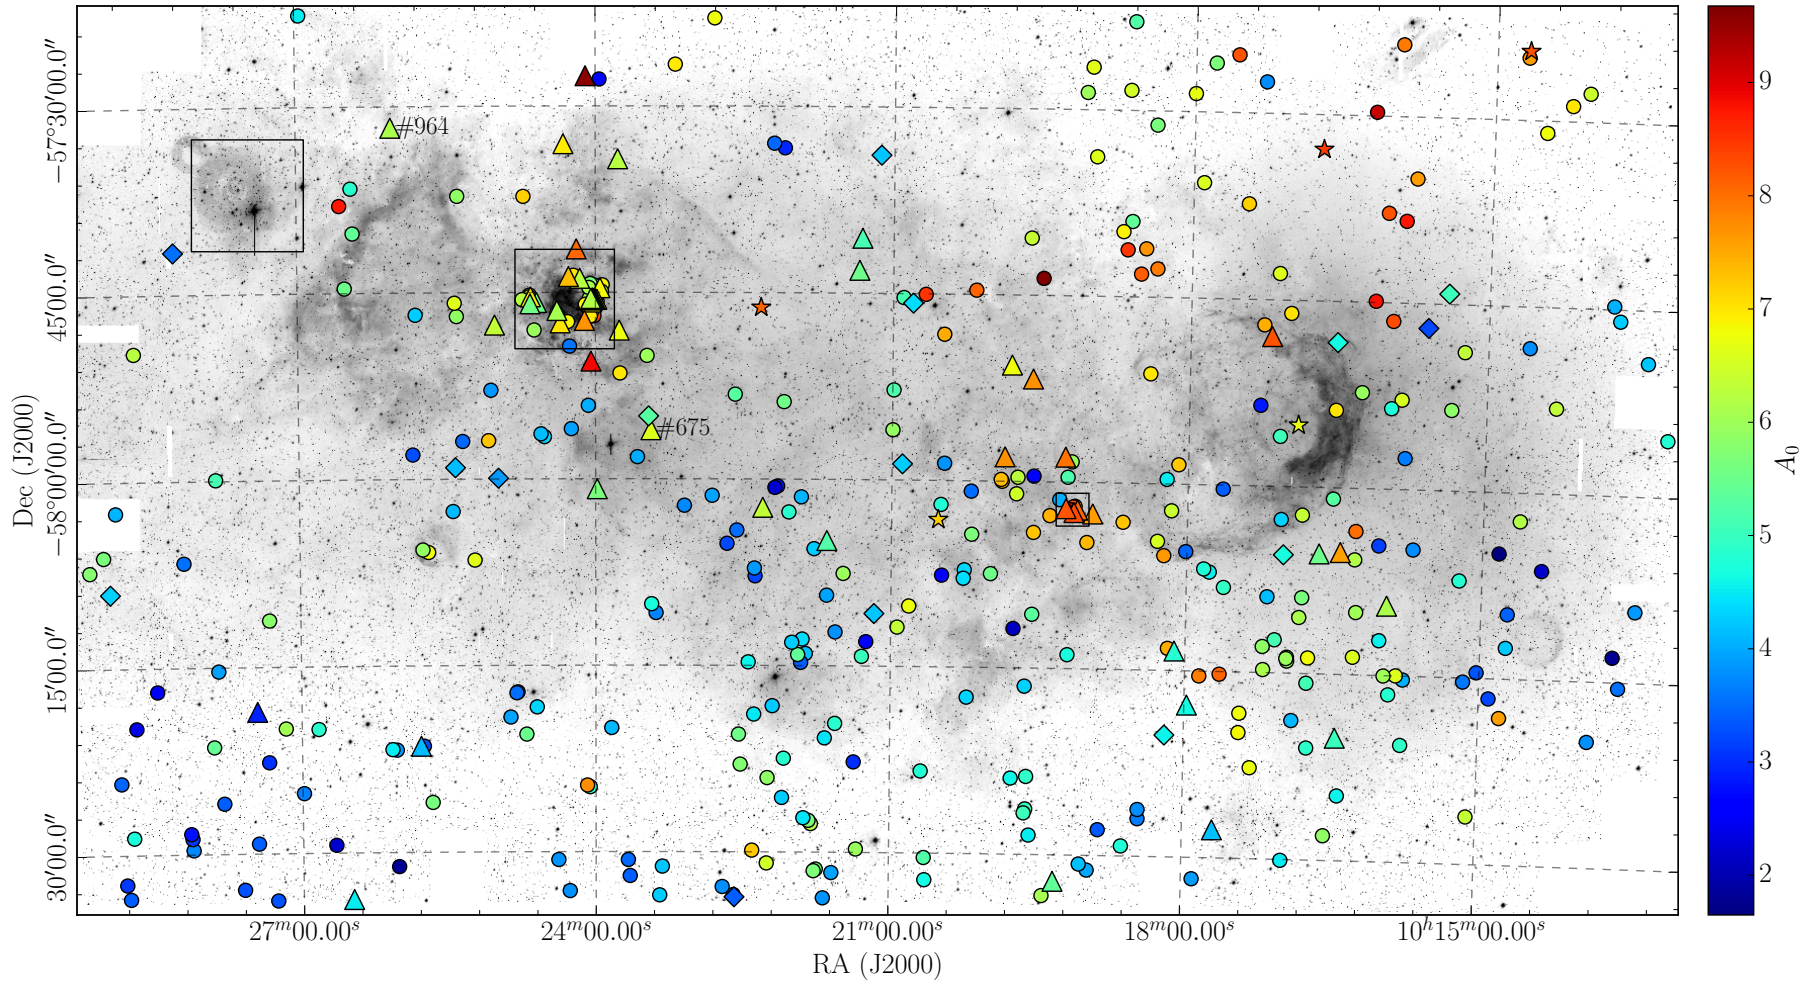 #964
#675
−57°30′00.0″
45′00.0″
−58°00′00.0″
15′00.0″
30′00.0″
Dec (J2000)
27ᵐ00.00ˢ
24ᵐ00.00ˢ
21ᵐ00.00ˢ
18ᵐ00.00ˢ
10ʰ15ᵐ00.00ˢ
RA (J2000)
9
8
7
6
5
4
3
2
A₀